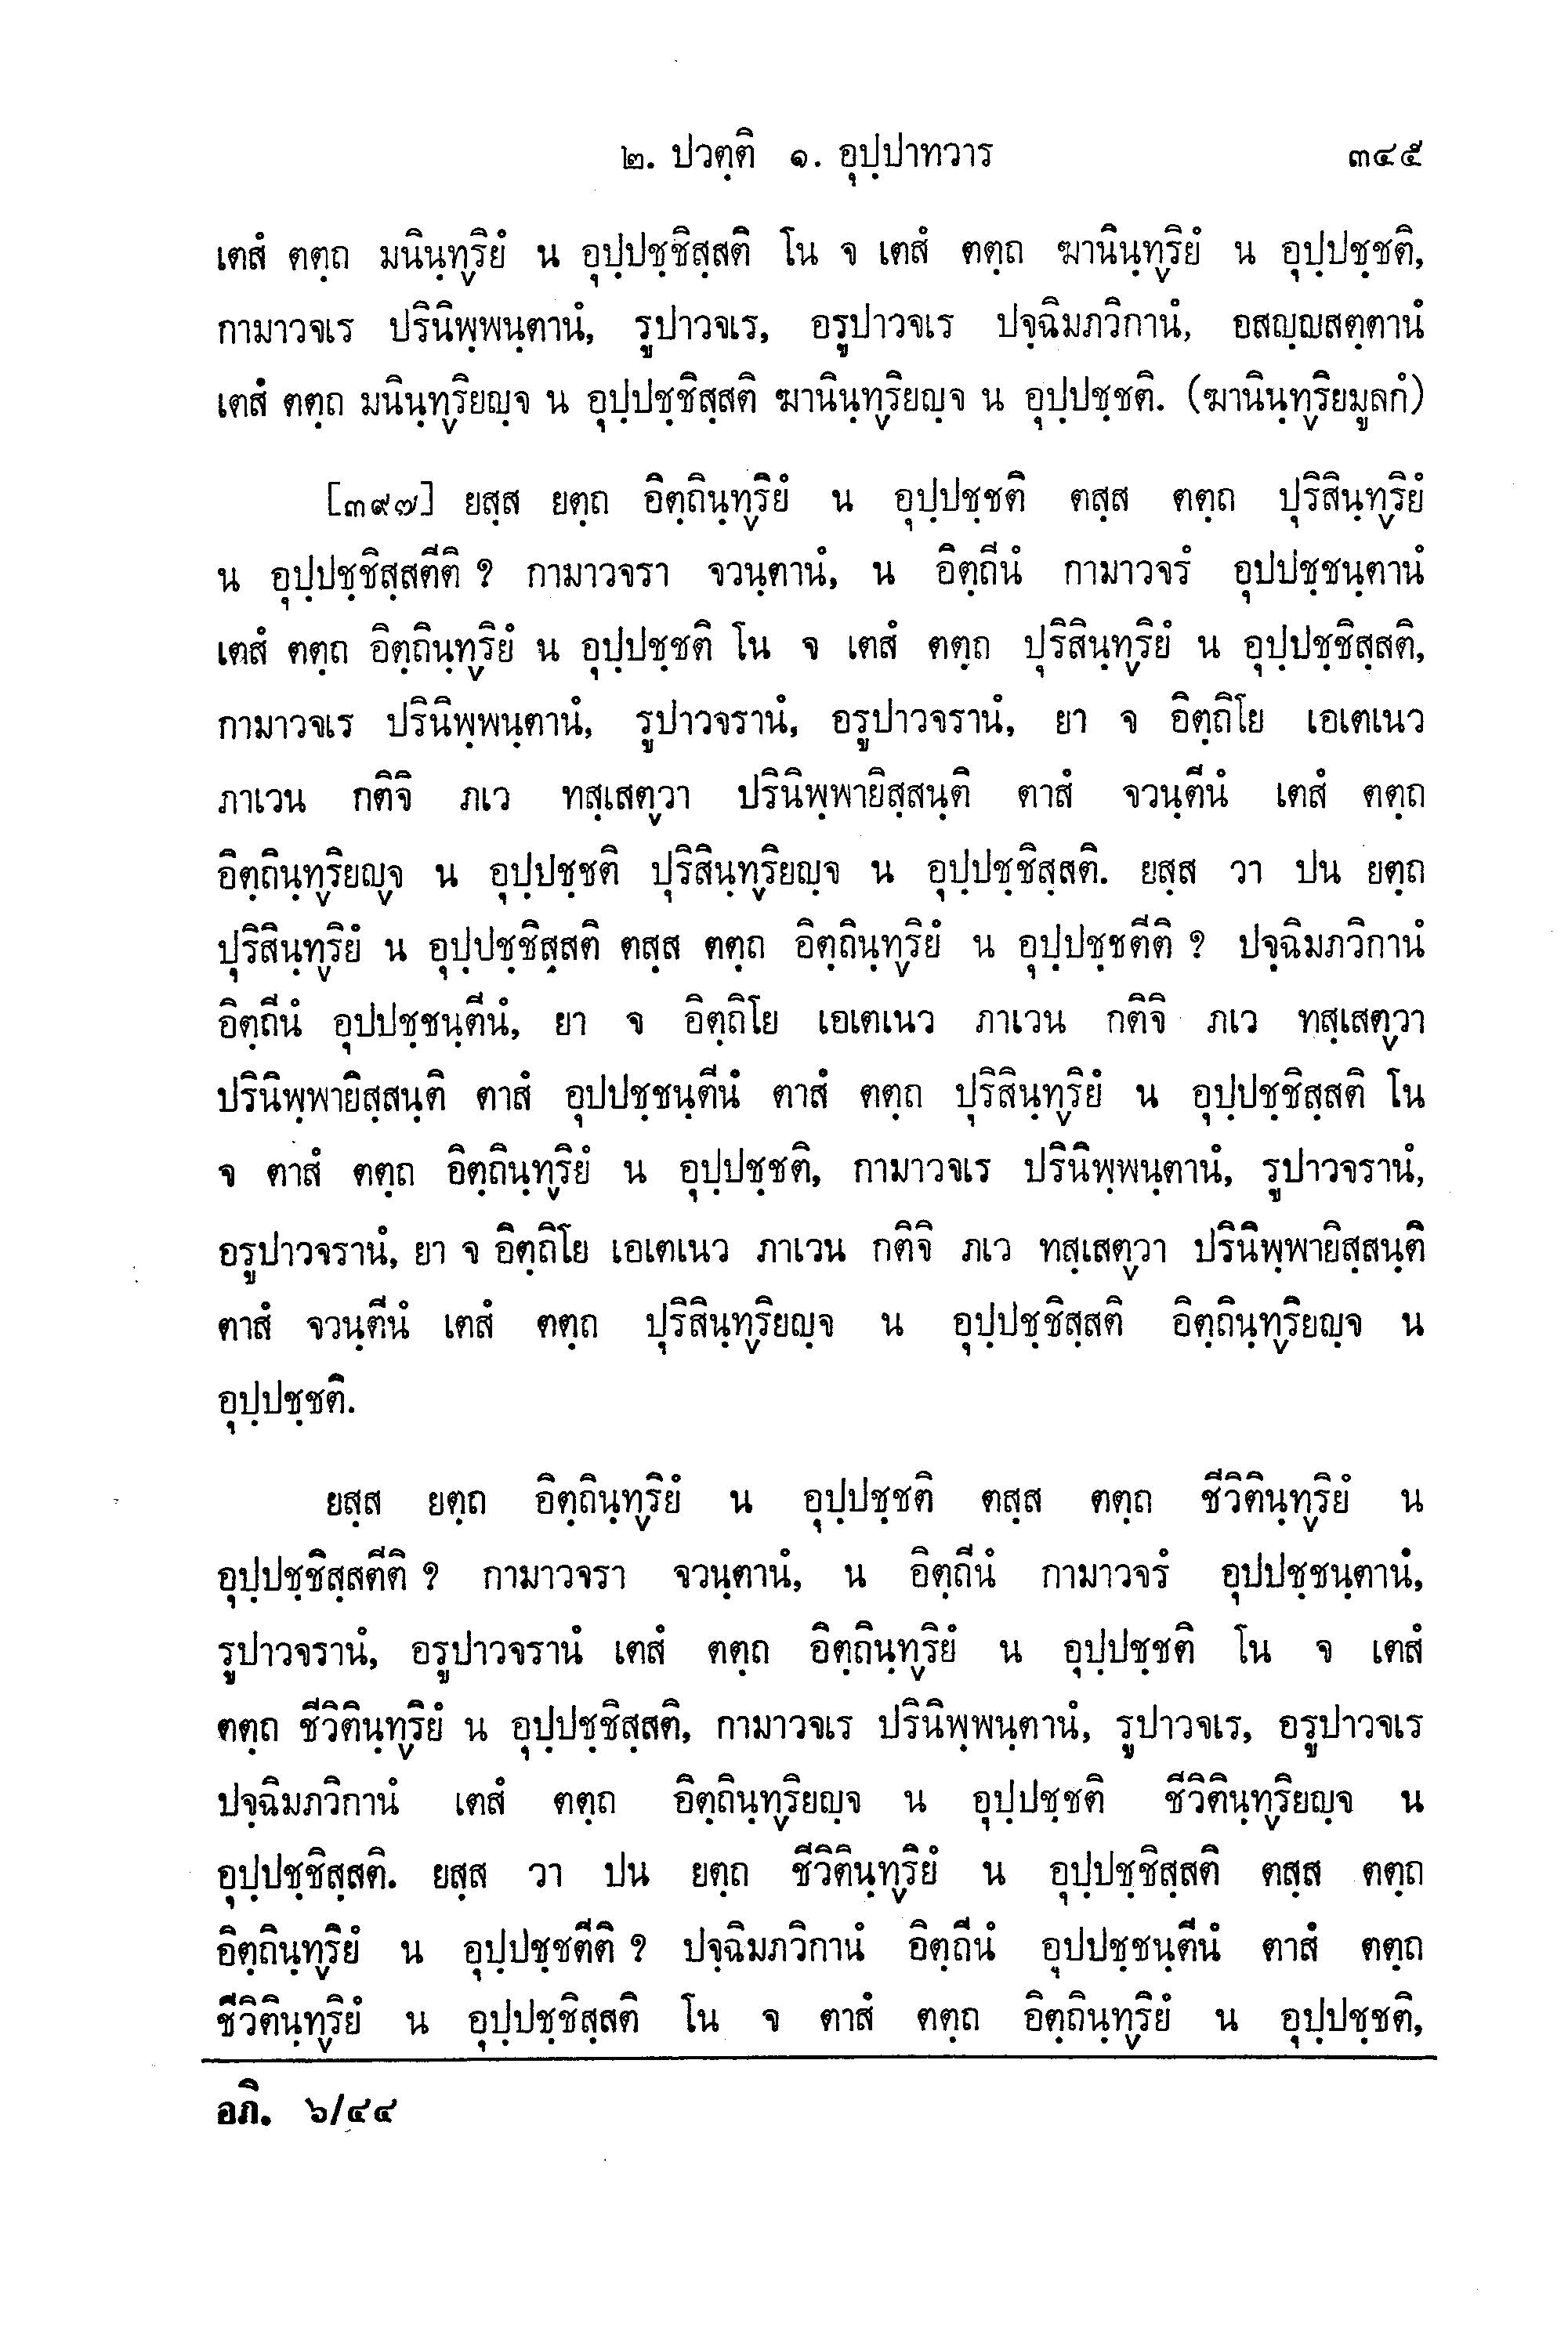 ๒. ปวตฺติ ๑. อุปฺปาทวาร ๓๔๕
เตสํ ตตฺถ มนินฺทฺริยํ น อุปฺปชฺชิสฺสติ โน จ เตสํ ตตฺถ ฆานินฺทฺริยํ น อุปฺปชฺชติ,
กามาวจเร ปรินิพฺพนฺตานํ, รูปาวจเร, อรูปาวจเร ปจฺฉิมภวิกานํ, อสญฺญสตฺตานํ
เตสํ ตตฺถ มนินฺทฺริยญฺจ น อุปฺปชฺชิสฺสติ ฆานินฺทฺริยญฺจ น อุปฺปชฺชติ. (ฆานินฺทฺริยมูลกํ)
[๓๙๗] ยสฺส ยตฺถ อิตฺถินฺทฺริยํ น อุปฺปชฺชติ ตสฺส ตตฺถ ปุริสินฺทฺริยํ
น อุปฺปชฺชิสฺสตีติ ? กามาวจรา จวนฺตานํ, น อิตฺถีนํ กามาวจรํ อุปปชฺชนฺตานํ
เตสํ ตตฺถ อิตฺถินฺทฺริยํ น อุปฺปชฺชติ โน จ เตสํ ตตฺถ ปุริสินฺทฺริยํ น อุปฺปชฺชิสฺสติ,
กามาวจเร ปรินิพฺพนฺตานํ, รูปาวจรานํ, อรูปาวจรานํ, ยา จ อิตฺถิโย เอเตเนว
ภาเวน กติจิ ภเว ทสฺเสตฺวา ปรินิพฺพายิสฺสนฺติ ตาสํ จวนฺตีนํ เตสํ ตตฺถ
อิตฺถินฺทฺริยญฺจ น อุปฺปชฺชติ ปุริสินฺทฺริยญฺจ น อุปฺปชฺชิสฺสติ. ยสฺส วา ปน ยตฺถ
ปุริสินฺทฺริยํ น อุปฺปชฺชิสฺสติ ตสฺส ตตฺถ อิตฺถินฺทฺริยํ น อุปฺปชฺชตีติ ? ปจฺฉิมภวิกานํ
อิตฺถีนํ อุปปชฺชนฺตีนํ, ยา จ อิตฺถิโย เอเตเนว ภาเวน กติจิ ภเว ทสฺเสตฺวา
ปรินิพฺพายิสฺสนฺติ ตาสํ อุปปชฺชนฺตีนํ ตาสํ ตตฺถ ปุริสินฺทฺริยํ น อุปฺปชฺชิสฺสติ โน
จ ตาสํ ตตฺถ อิตฺถินฺทฺริยํ น อุปฺปชฺชติ, กามาวจเร ปรินิพฺพนฺตานํ, รูปาวจรานํ,
อรูปาวจรานํ, ยา จ อิตฺถิโย เอเตเนว ภาเวน กติจิ ภเว ทสฺเสตฺวา ปรินิพฺพายิสฺสนฺติ
ตาสํ จวนฺตีนํ เตสํ ตตฺถ ปุริสินฺทฺริยญฺจ น อุปฺปชฺชิสฺสติ อิตฺถินฺทฺริยญฺจ น
อุปฺปชฺชติ.
ยสฺส ยตฺถ อิตฺถินฺทฺริยํ น อุปฺปชฺชติ ตสฺส ตตฺถ ชีวิตินฺทฺริยํ น
อุปฺปชฺชิสฺสตีติ ? กามาวจรา จวนฺตานํ, น อิตฺถีนํ กามาวจรํ อุปปชฺชนฺตานํ,
รูปาวจรานํ, อรูปาวจรานํ เตสํ ตตฺถ อิตฺถินฺทฺริยํ น อุปฺปชฺชติ โน จ เตสํ
ตตฺถ ชีวิตินฺทฺริยํ น อุปฺปชฺชิสฺสติ, กามาวจเร ปรินิพฺพนฺตานํ, รูปาวจเร, อรูปาวจเร
ปจฺฉิมภวิกานํ เตสํ ตตฺถ อิตฺถินฺทฺริยญฺจ น อุปฺปชฺชติ ชีวิตินฺทฺริยญฺจ น
อุปฺปชฺชิสฺสติ. ยสฺส วา ปน ยตฺถ ชีวิตินฺทฺริยํ น อุปฺปชฺชิสฺสติ ตสฺส ตตฺถ
อิตฺถินฺทฺริยํ น อุปฺปชฺชตีติ ? ปจฺฉิมภวิกานํ อิตฺถีนํ อุปปชฺชนฺตีนํ ตาสํ ตตฺถ
ชีวิตินฺทฺริยํ น อุปฺปชฺชิสฺสติ โน จ ตาสํ ตตฺถ อิตฺถินฺทฺริยํ น อุปฺปชฺชติ,
อภิ. ๖/๔๔